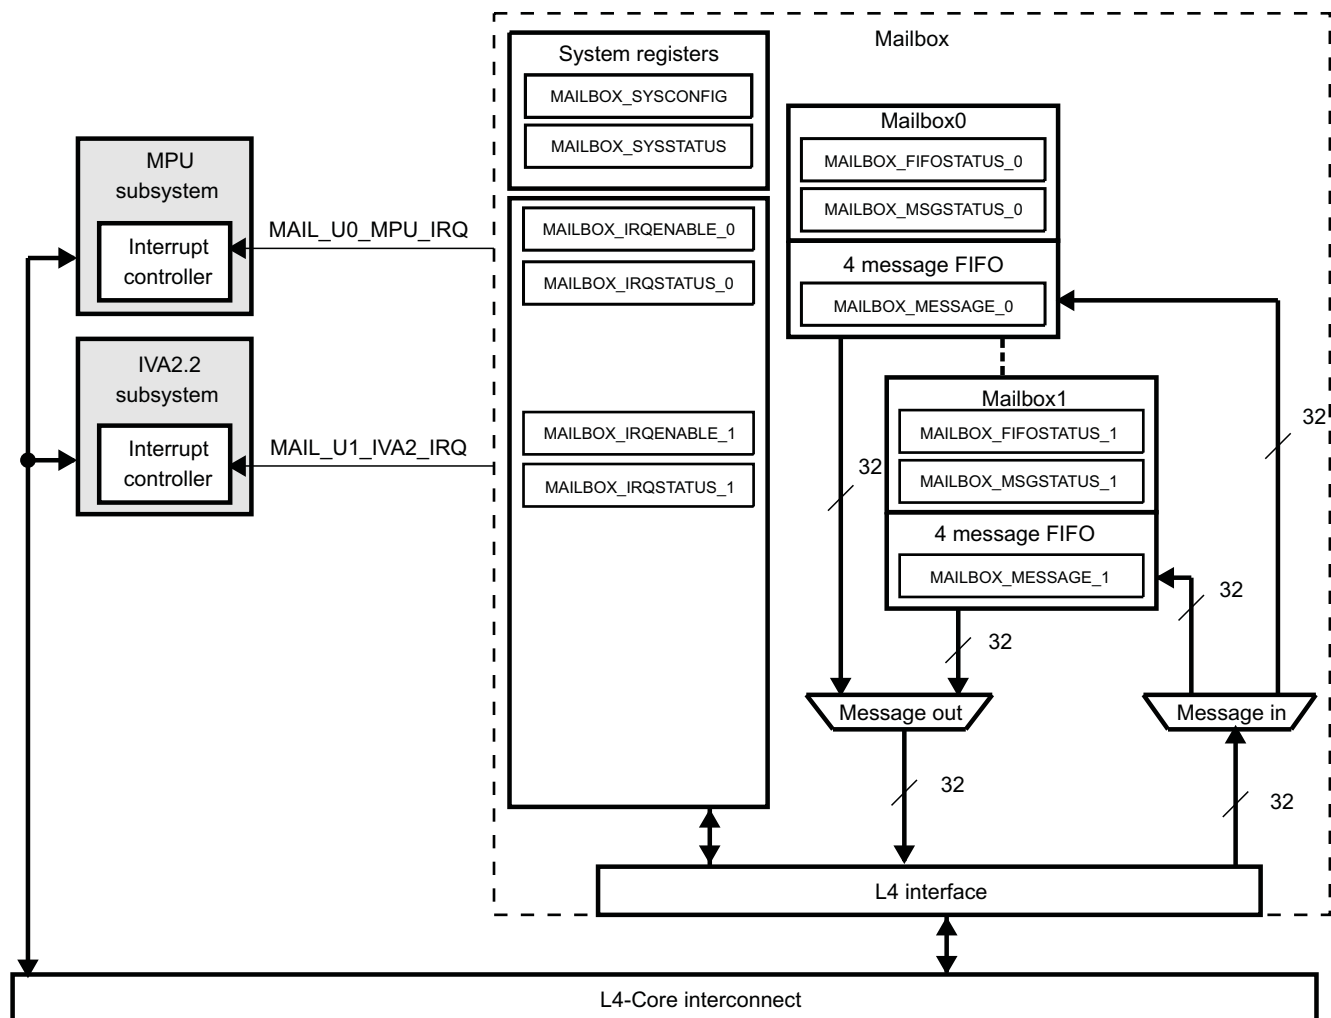 Mailbox
System registers
MAILBOX_SYSCONFIG
MAILBOX_SYSSTATUS
MPU
subsystem
Interrupt
controller
MAIL_U0_MPU_IRQ
IVA2.2
subsystem
Interrupt
controller
MAIL_U1_IVA2_IRQ
MAILBOX_IRQENABLE_0
MAILBOX_IRQSTATUS_0
MAILBOX_IRQENABLE_1
MAILBOX_IRQSTATUS_1
Mailbox0
MAILBOX_FIFOSTATUS_0
MAILBOX_MSGSTATUS_0
4 message FIFO
MAILBOX_MESSAGE_0
Mailbox1
MAILBOX_FIFOSTATUS_1
MAILBOX_MSGSTATUS_1
4 message FIFO
MAILBOX_MESSAGE_1
32
32
32
32
Message out
Message in
32
32
L4 interface
L4-Core interconnect